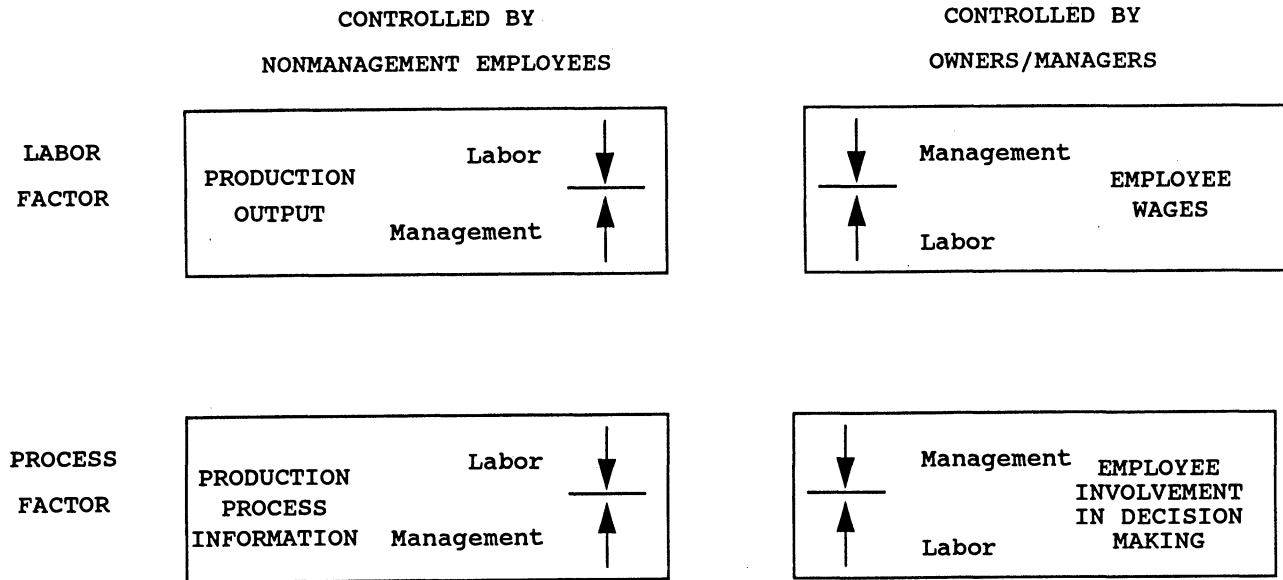 CONTROLLED BY
NONMANAGEMENT EMPLOYEES
CONTROLLED BY
OWNERS/MANAGERS
LABOR
FACTOR
PRODUCTION
OUTPUT
Labor
Management
Management
Labor
EMPLOYEE
WAGES
PROCESS
FACTOR
PRODUCTION
PROCESS
INFORMATION
Labor
Management
Management
Labor
EMPLOYEE
INVOLVEMENT
IN DECISION
MAKING